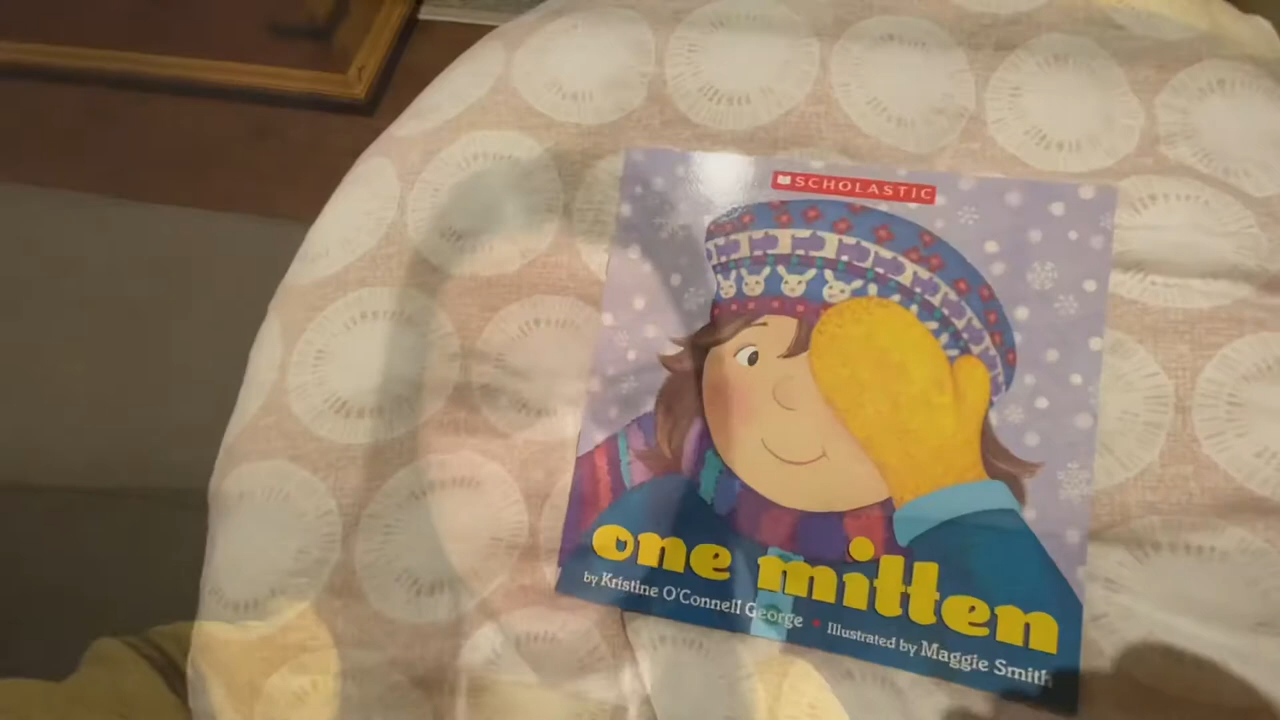 SCHOLASTIC
one mitten
by Kristine O'Connell George • Illustrated by Maggie Smith